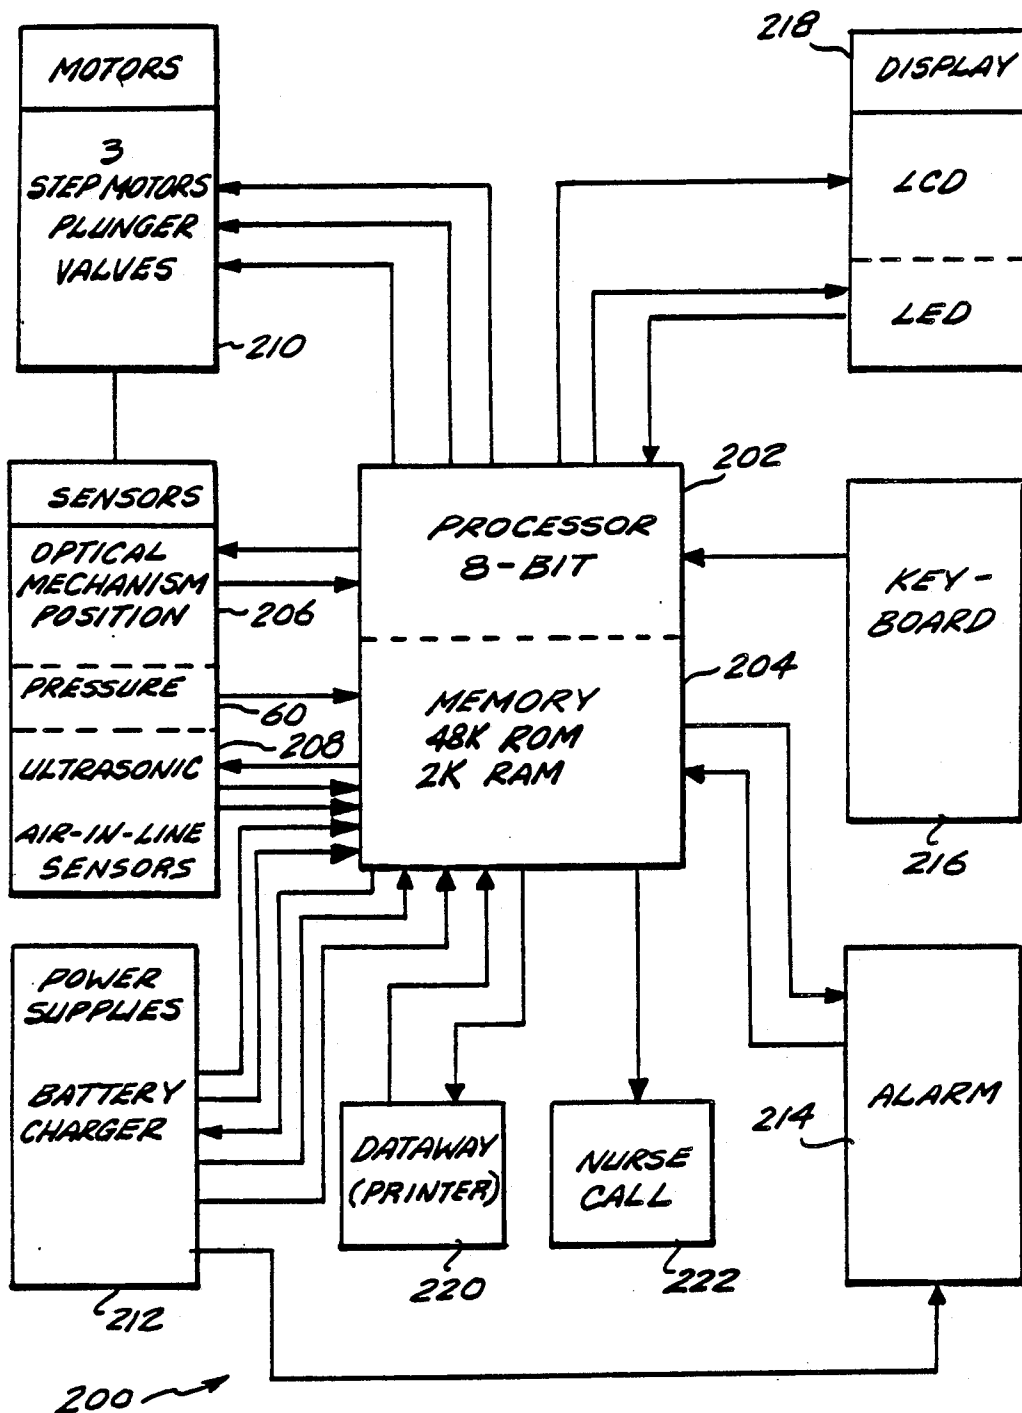 MOTORS
3
STEP MOTORS
PLUNGER
VALVES
210
218
DISPLAY
LCD
LED
SENSORS
OPTICAL
MECHANISM
POSITION
206
PRESSURE
60
208
ULTRASONIC
AIR-IN-LINE
SENSORS
202
PROCESSOR
8-BIT
204
MEMORY
48K ROM
2K RAM
KEY-
BOARD
216
POWER
SUPPLIES
BATTERY
CHARGER
212
DATAWAY
(PRINTER)
220
NURSE
CALL
222
ALARM
214
200